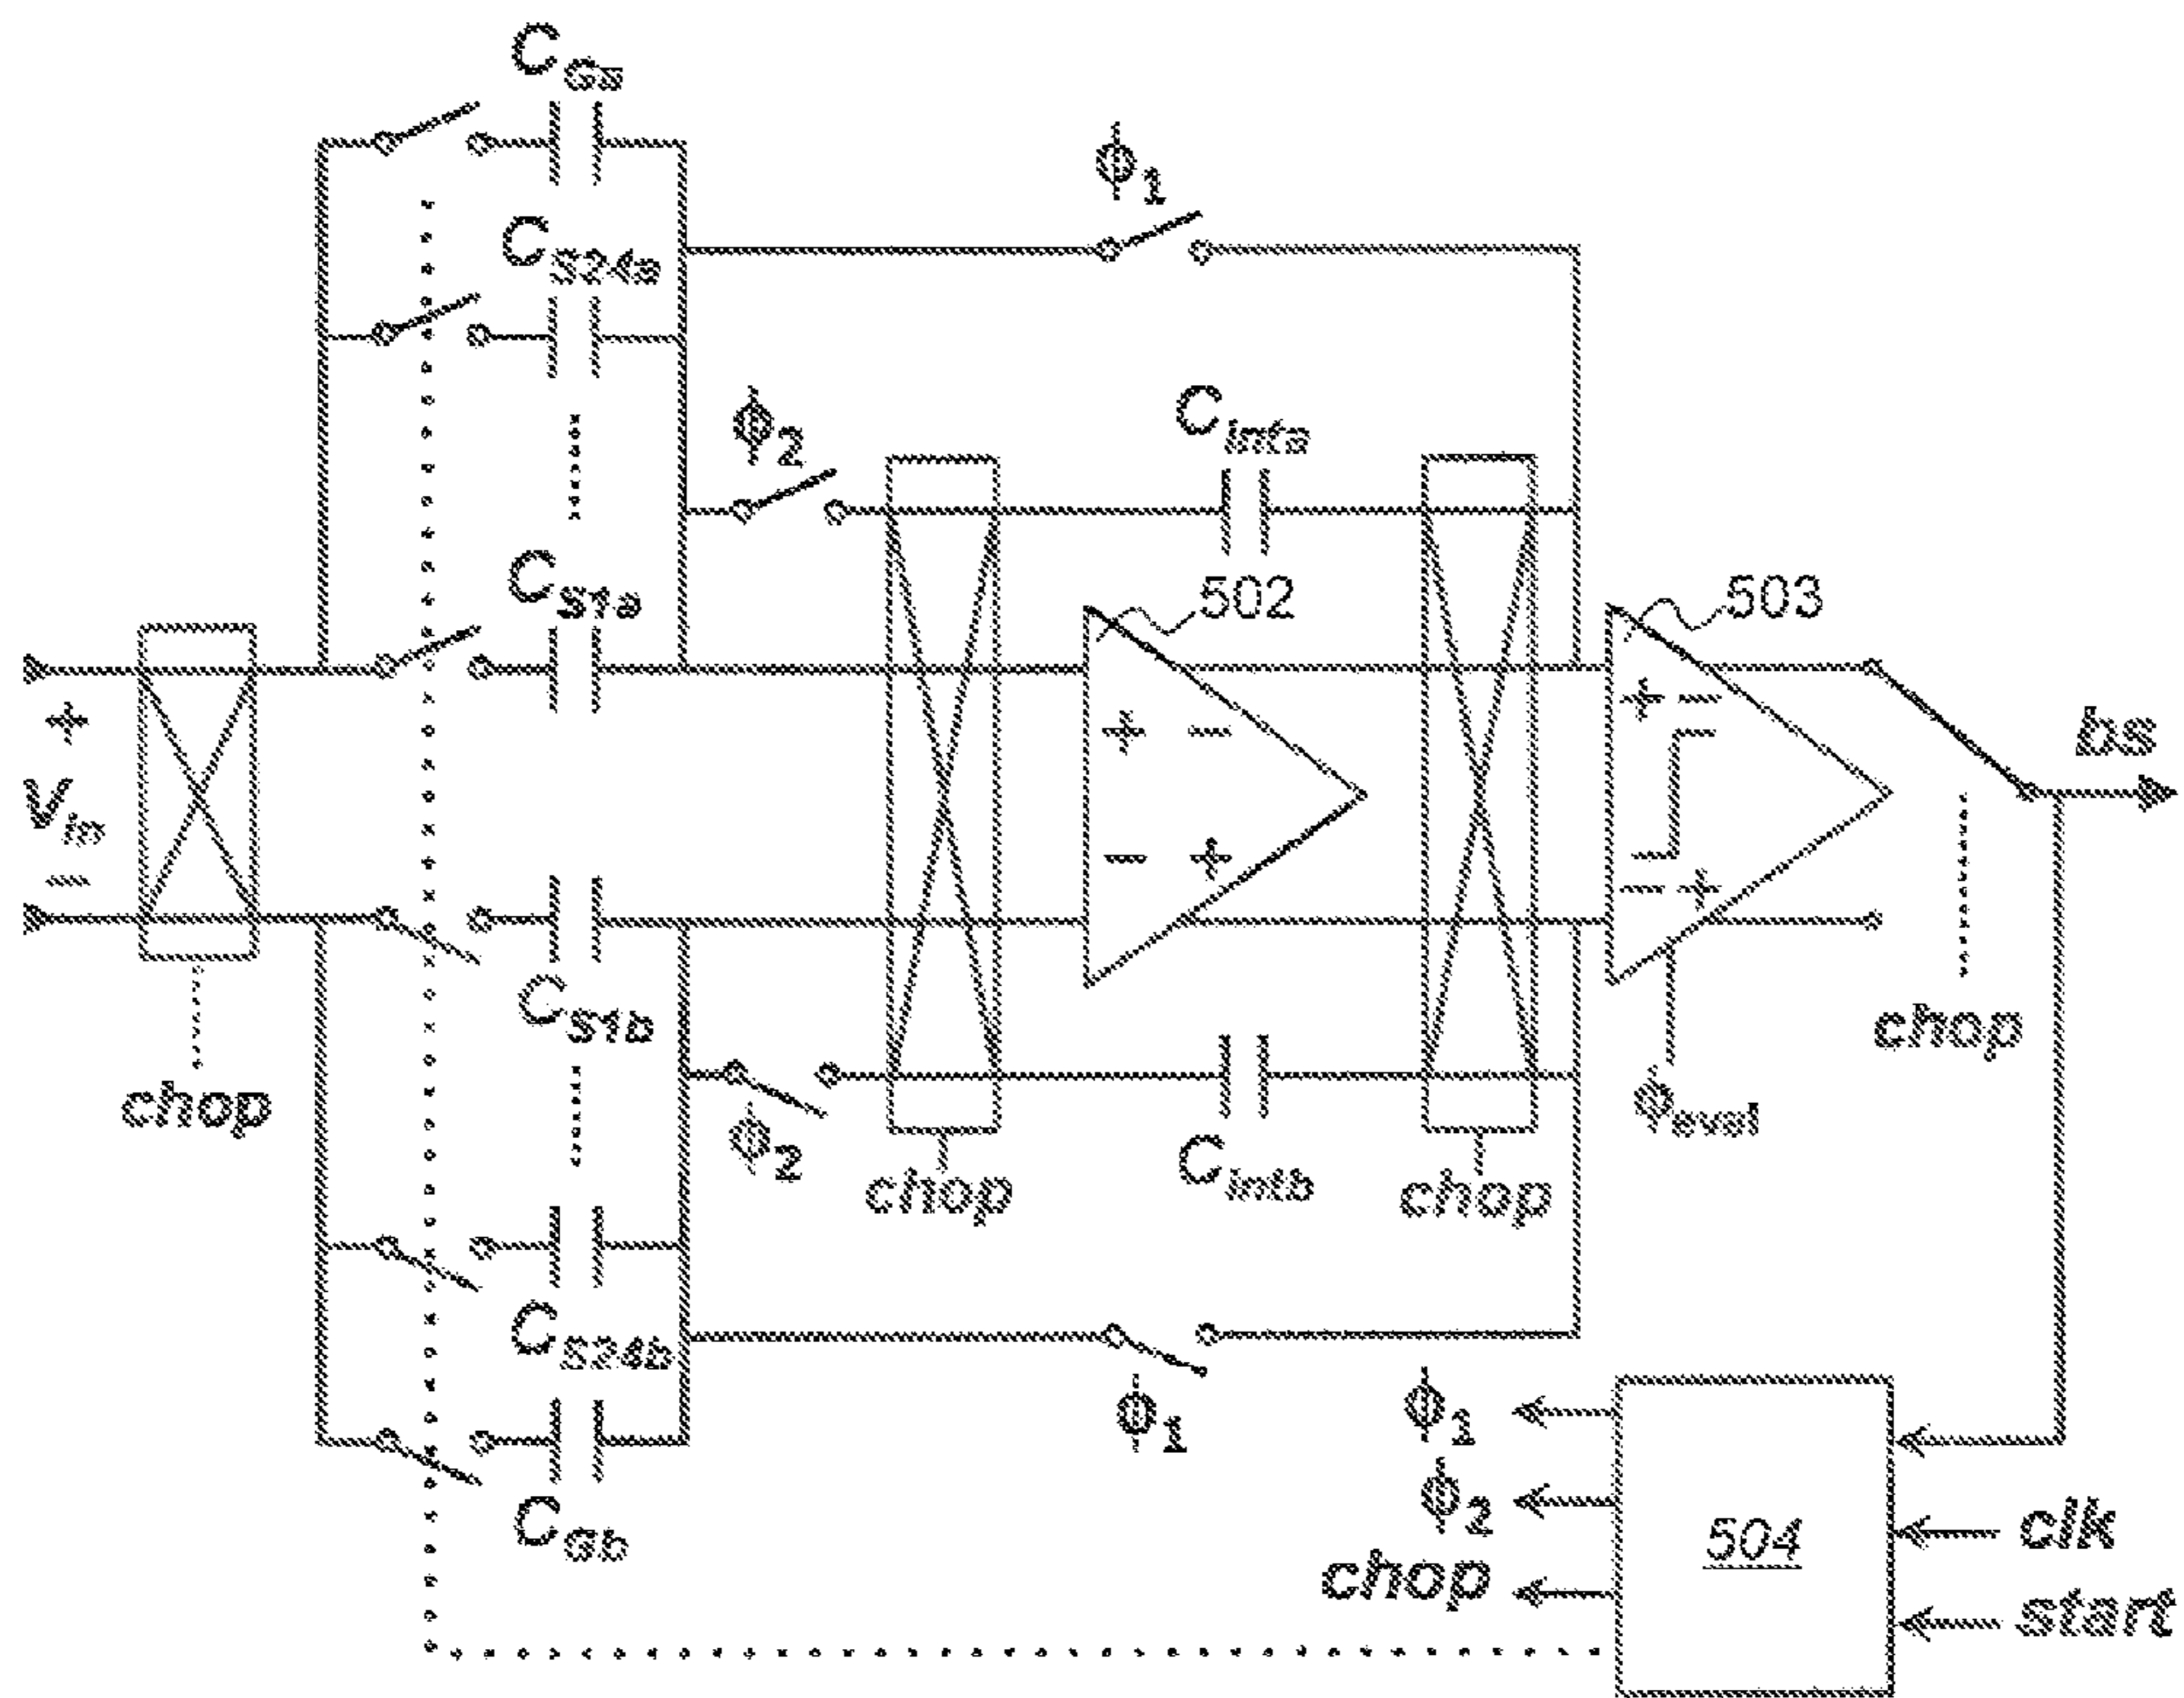 C_Ga
C_S24a
ϕ1
ϕ2
C_inta
C_S1a
502
503
+
V_in
−
+ −
− +
+ −
− +
bs
chop
C_S1b
ϕ2
chop
C_intb
chop
ϕ_eval
chop
C_S24b
C_Gb
ϕ1
ϕ1
ϕ2
chop
504
clk
start